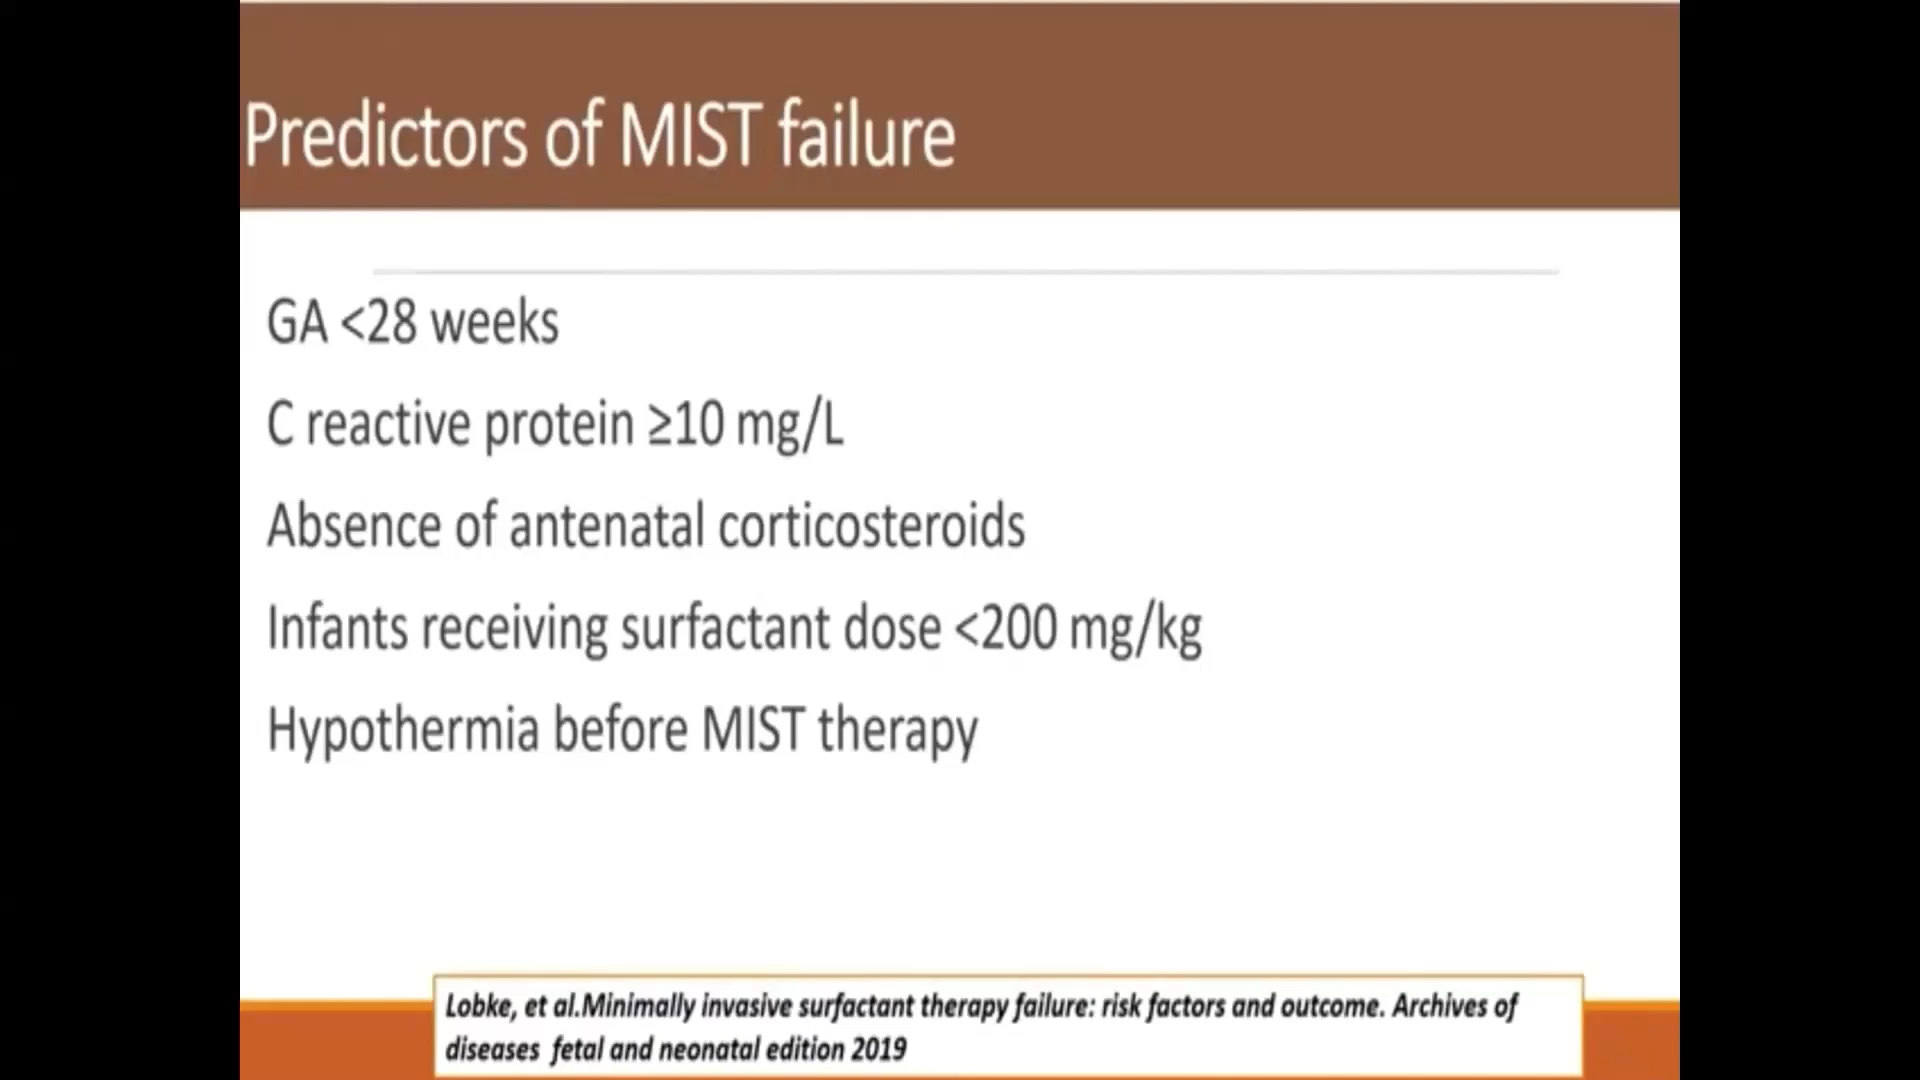 Predictors of MIST failure
GA <28 weeks
C reactive protein ≥10 mg/L
Absence of antenatal corticosteroids
Infants receiving surfactant dose <200 mg/kg
Hypothermia before MIST therapy
Lobke, et al.Minimally invasive surfactant therapy failure: risk factors and outcome. Archives of
diseases fetal and neonatal edition 2019